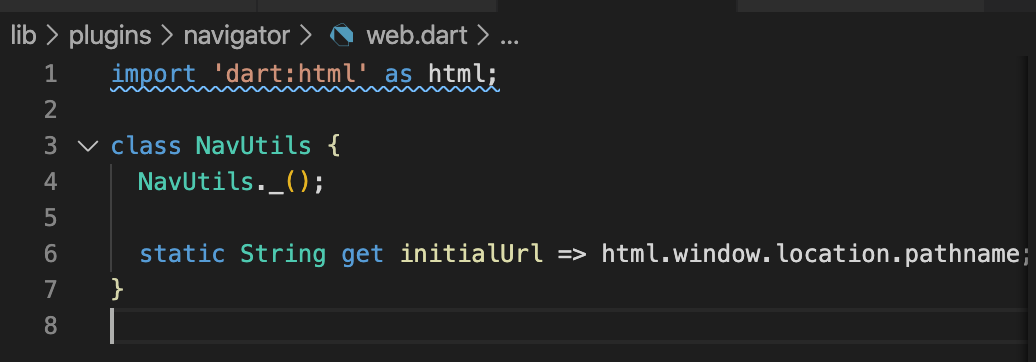 lib > plugins > navigator > web.dart > ...
1 import 'dart:html' as html;
2
3 class NavUtils {
4 NavUtils._();
5
6 static String get initialUrl => html.window.location.pathname;
7 }
8